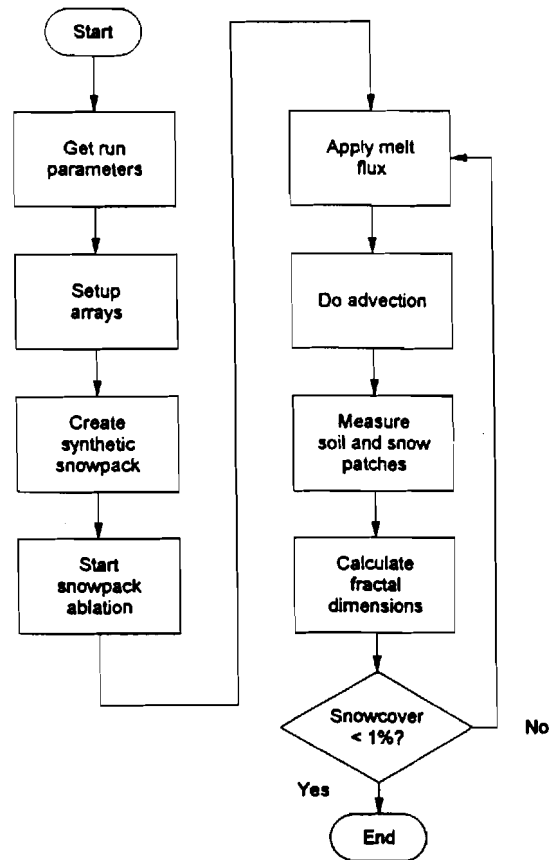 Start
Get run
parameters
Setup
arrays
Create
synthetic
snowpack
Start
snowpack
ablation
Apply melt
flux
Do advection
Measure
soil and snow
patches
Calculate
fractal
dimensions
Snowcover
< 1%?
No
Yes
End